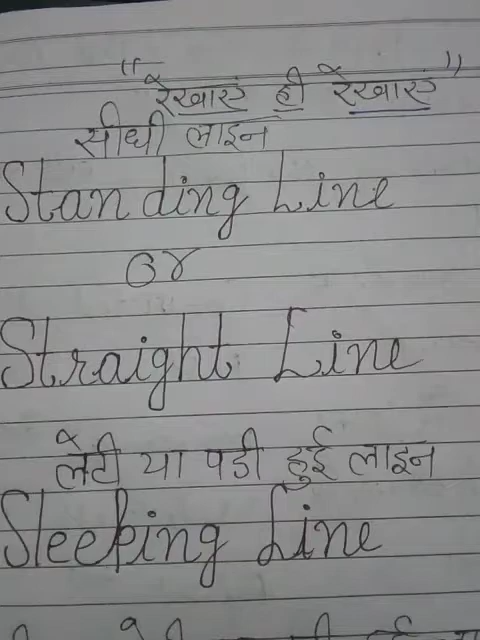 "रेखाएं ही रेखाएं"
सीधी लाइन
Standing Line
Or
Straight Line
लेटी या पडी हुई लाइन
Sleeping Line